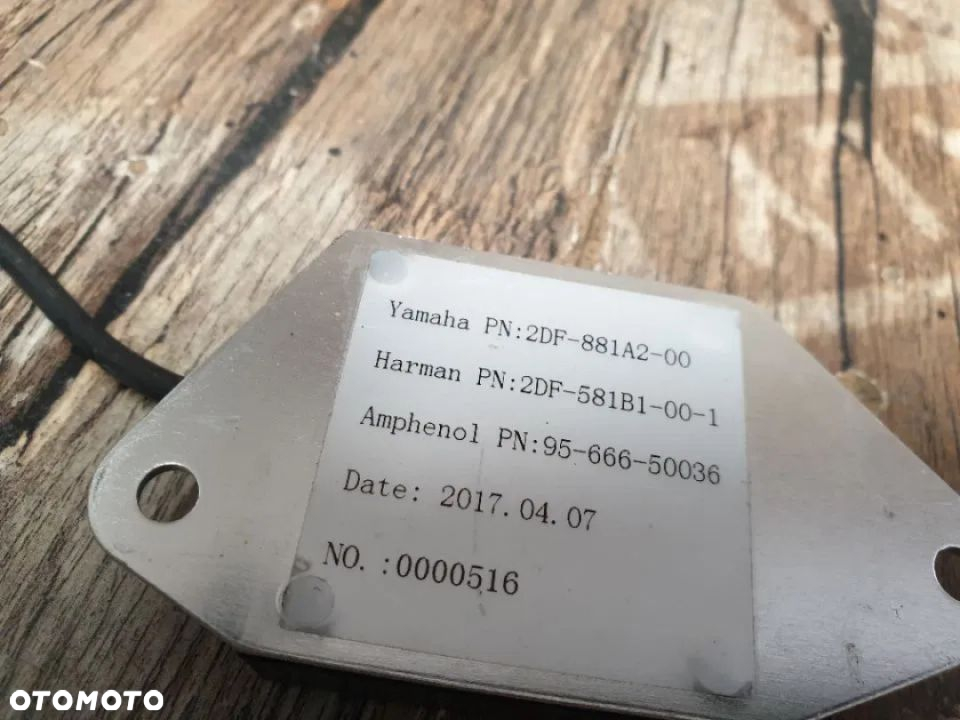 Yamaha PN:2DF-881A2-00
Harman PN:2DF-581B1-00-1
Amphenol PN:95-666-50036
Date: 2017.04.07
NO.:0000516
OTOMOTO